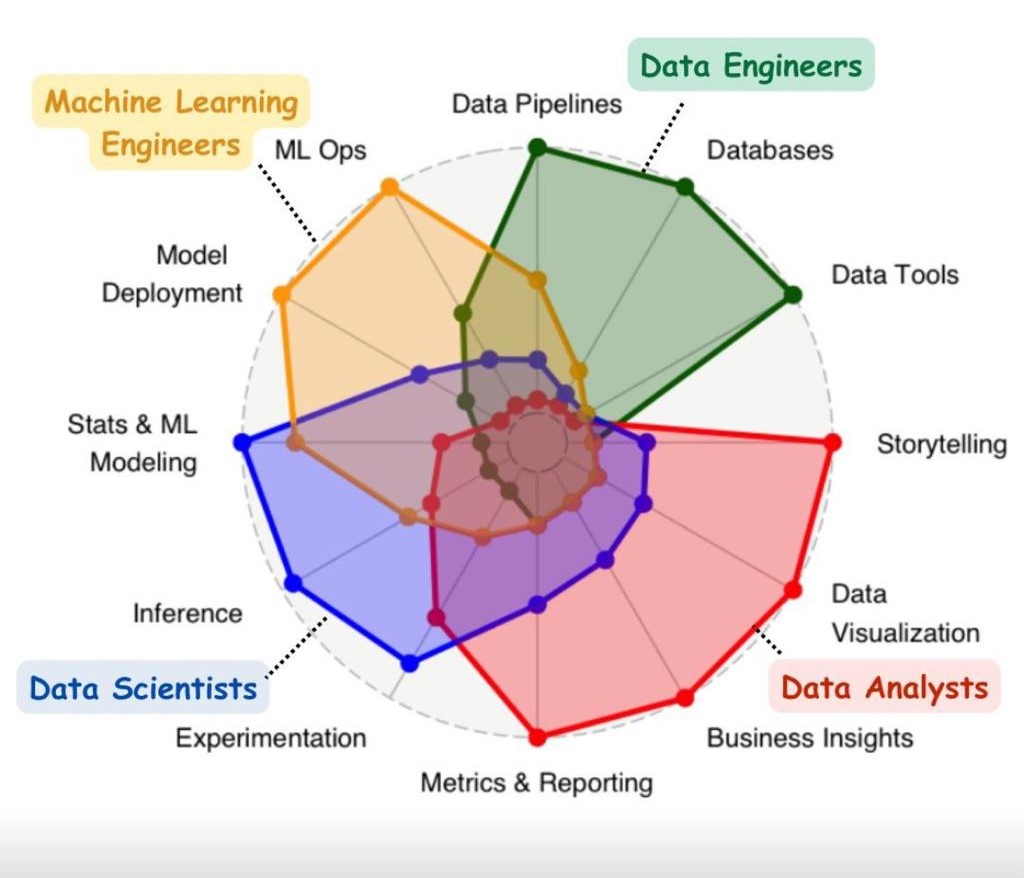 Data Engineers
Machine Learning
Engineers
Data Pipelines
ML Ops
Databases
Model
Deployment
Data Tools
Stats & ML
Modeling
Storytelling
Inference
Data
Visualization
Data Scientists
Data Analysts
Experimentation
Business Insights
Metrics & Reporting